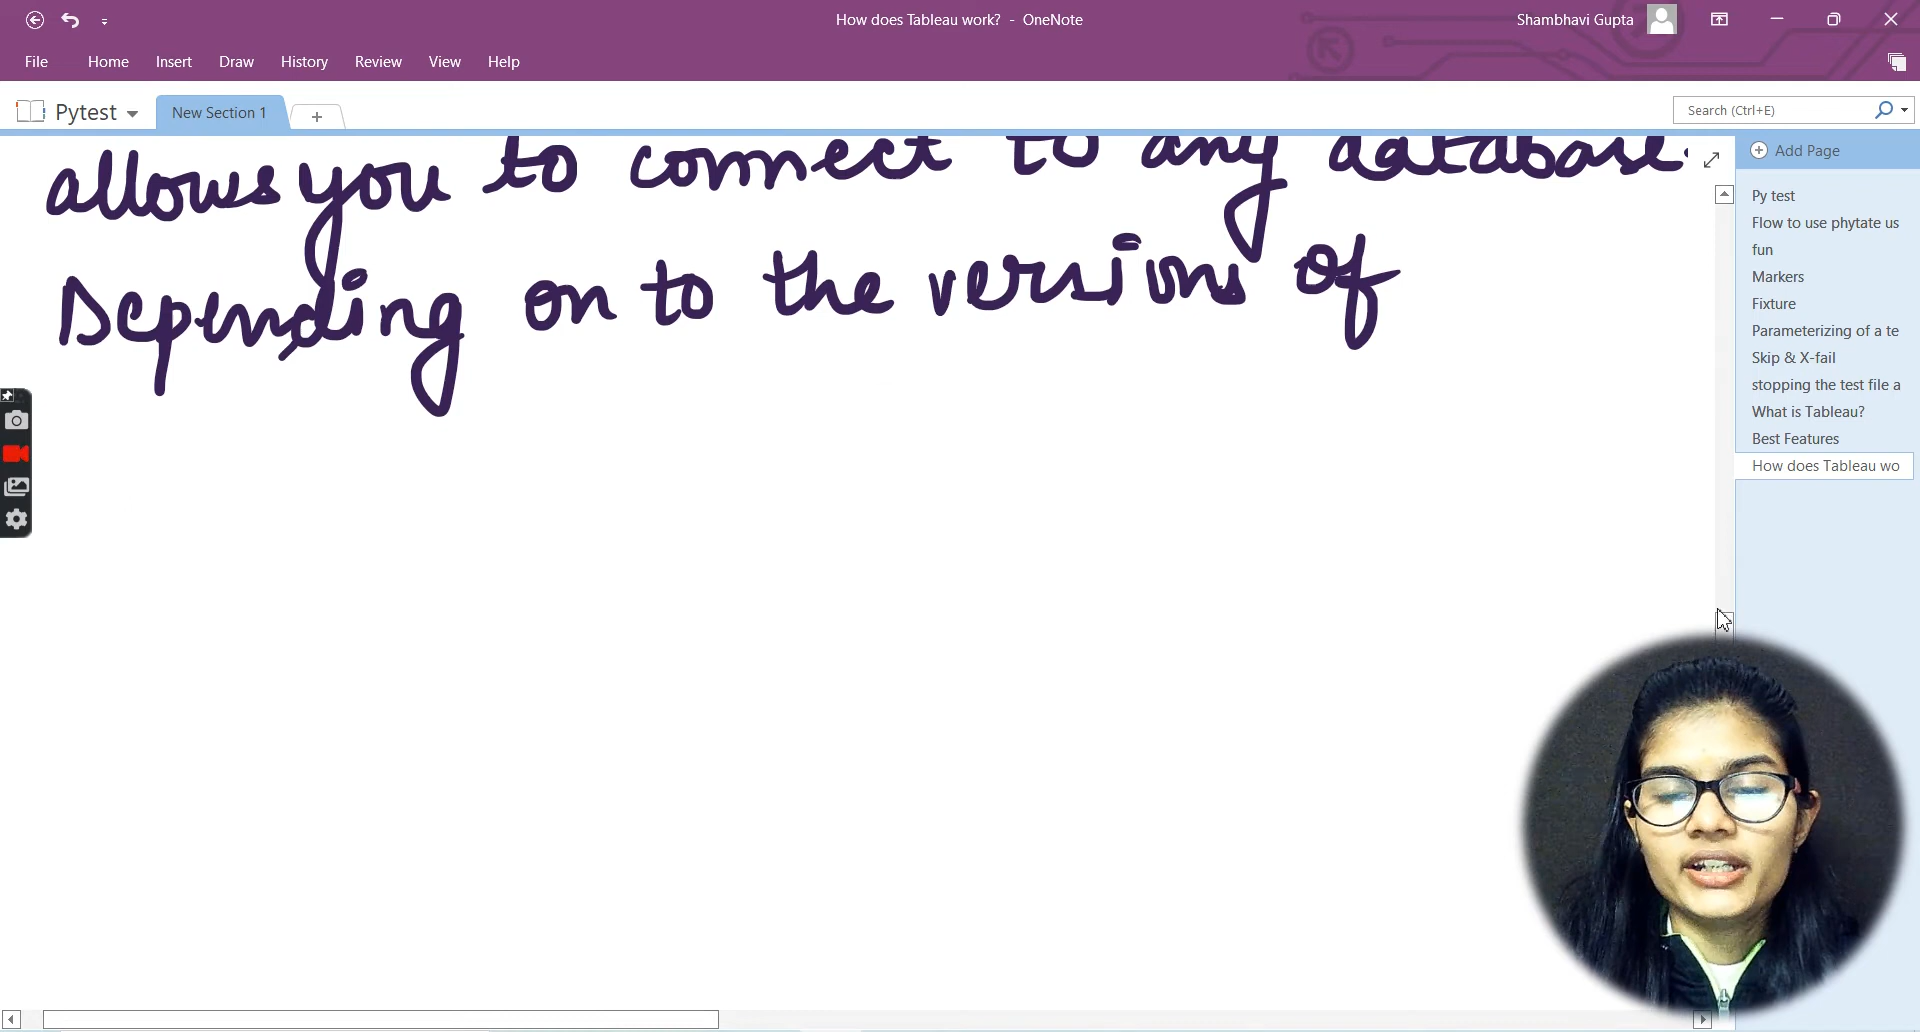 How does Tableau work? - OneNote
Shambhavi Gupta
File Home Insert Draw History Review View Help
Pytest
New Section 1
+
Search (Ctrl+E)
allows you to connect to any database.
Depending on to the versions of
Add Page
Py test
Flow to use phytate us
fun
Markers
Fixture
Parameterizing of a te
Skip & X-fail
stopping the test file a
What is Tableau?
Best Features
How does Tableau wo